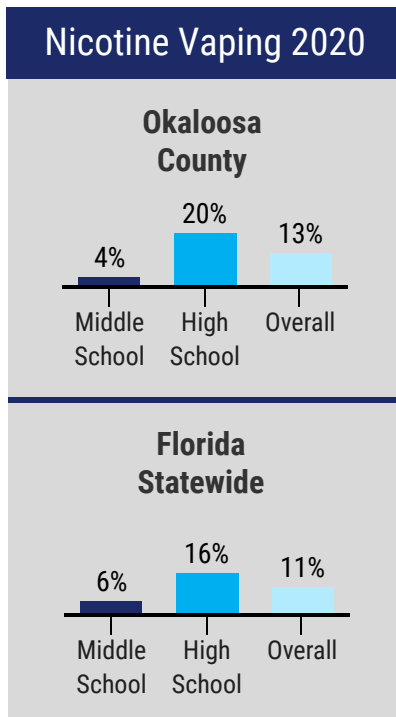 Nicotine Vaping 2020
Okaloosa
County
4%
20%
13%
Middle
School
High
School
Overall
Florida
Statewide
6%
16%
11%
Middle
School
High
School
Overall